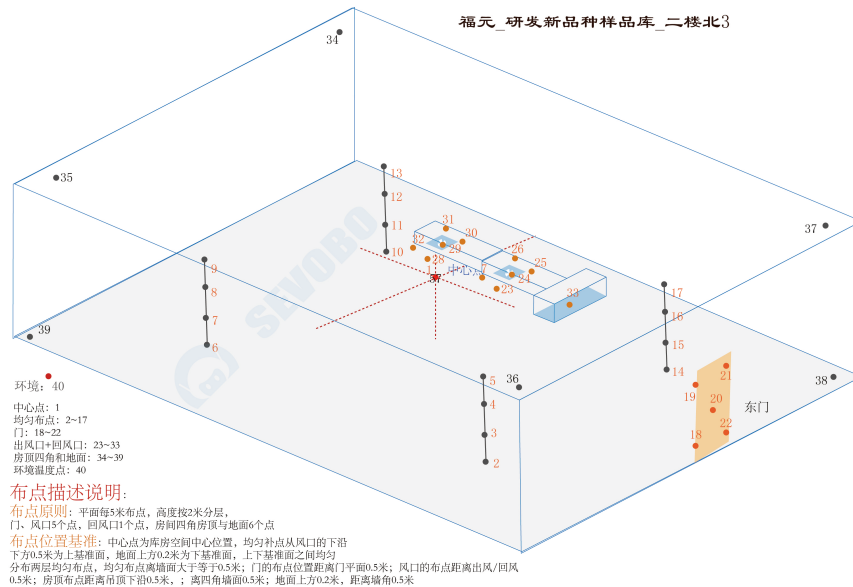 福元_研发新品种样品库_二楼北3
34
35
37
13
12
11
10
31
30
32
29
28
26
25
24
23
33
1
中心点
9
8
7
6
17
16
15
14
5
4
3
2
36
39
38
21
19
20
22
18
东门
SEVOBO
环境：40
中心点：1
均匀布点：2~17
门：18~22
出风口+回风口：23~33
房顶四角和地面：34~39
环境温度点：40
布点描述说明：
布点原则：平面每5米布点，高度按2米分层，
门、风口5个点，回风口1个点，房间四角房顶与地面6个点
布点位置基准：中心点为库房空间中心位置，均匀补点从风口的下沿
下方0.5米为上基准面，地面上方0.2米为下基准面，上下基准面之间均匀
分布两层均匀布点，均匀布点离墙面大于等于0.5米；门的布点位置距离门平面0.5米；风口的布点距离出风/回风
0.5米；房顶布点距离吊顶下沿0.5米，；离四角墙面0.5米；地面上方0.2米，距离墙角0.5米